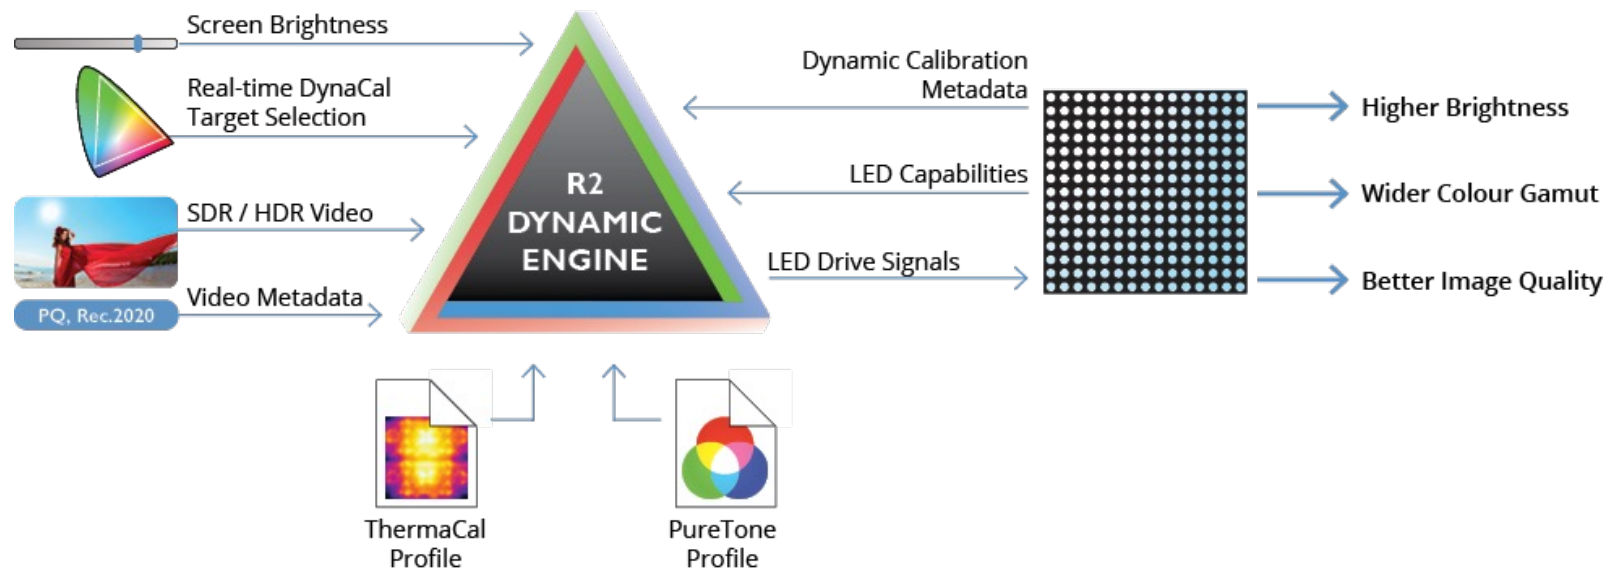 Screen Brightness
Real-time DynaCal
Target Selection
SDR / HDR Video
Video Metadata
PQ, Rec.2020
R2
DYNAMIC
ENGINE
Dynamic Calibration
Metadata
LED Capabilities
LED Drive Signals
Higher Brightness
Wider Colour Gamut
Better Image Quality
ThermaCal
Profile
PureTone
Profile